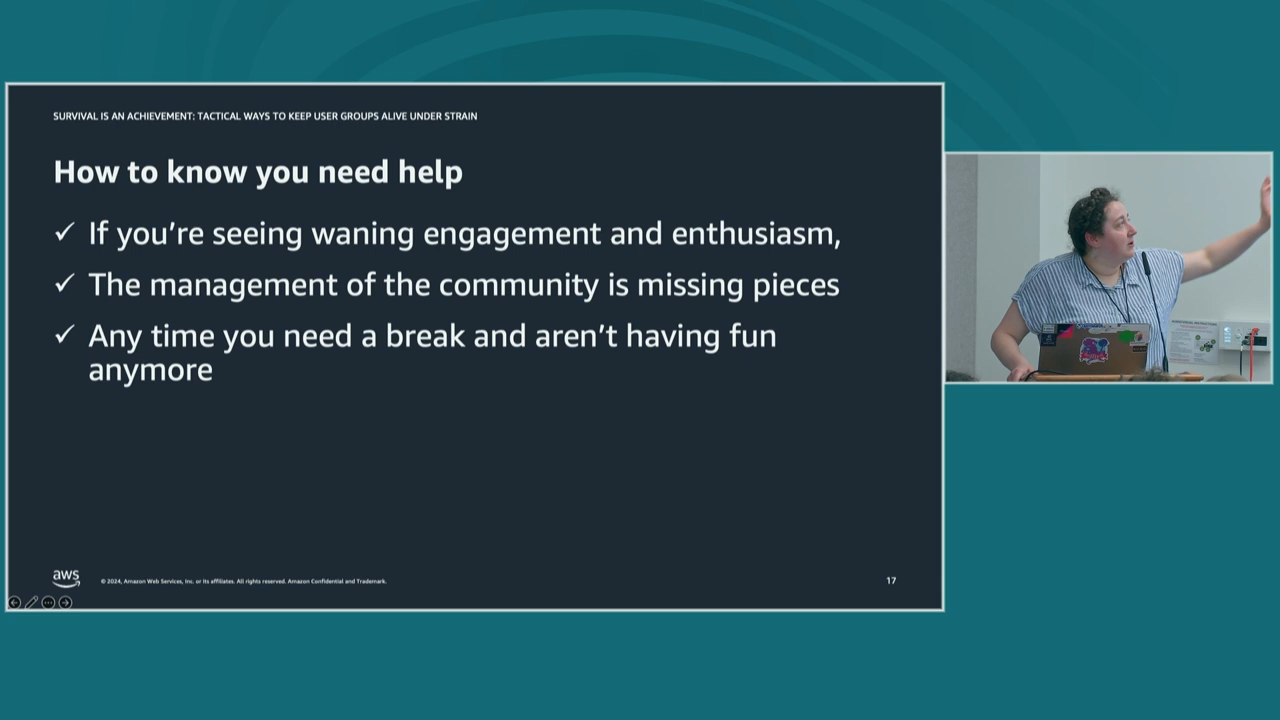 SURVIVAL IS AN ACHIEVEMENT: TACTICAL WAYS TO KEEP USER GROUPS ALIVE UNDER STRAIN
How to know you need help
✓ If you’re seeing waning engagement and enthusiasm,
✓ The management of the community is missing pieces
✓ Any time you need a break and aren’t having fun
anymore
aws
© 2024, Amazon Web Services, Inc. or its affiliates. All rights reserved. Amazon Confidential and Trademark.
17